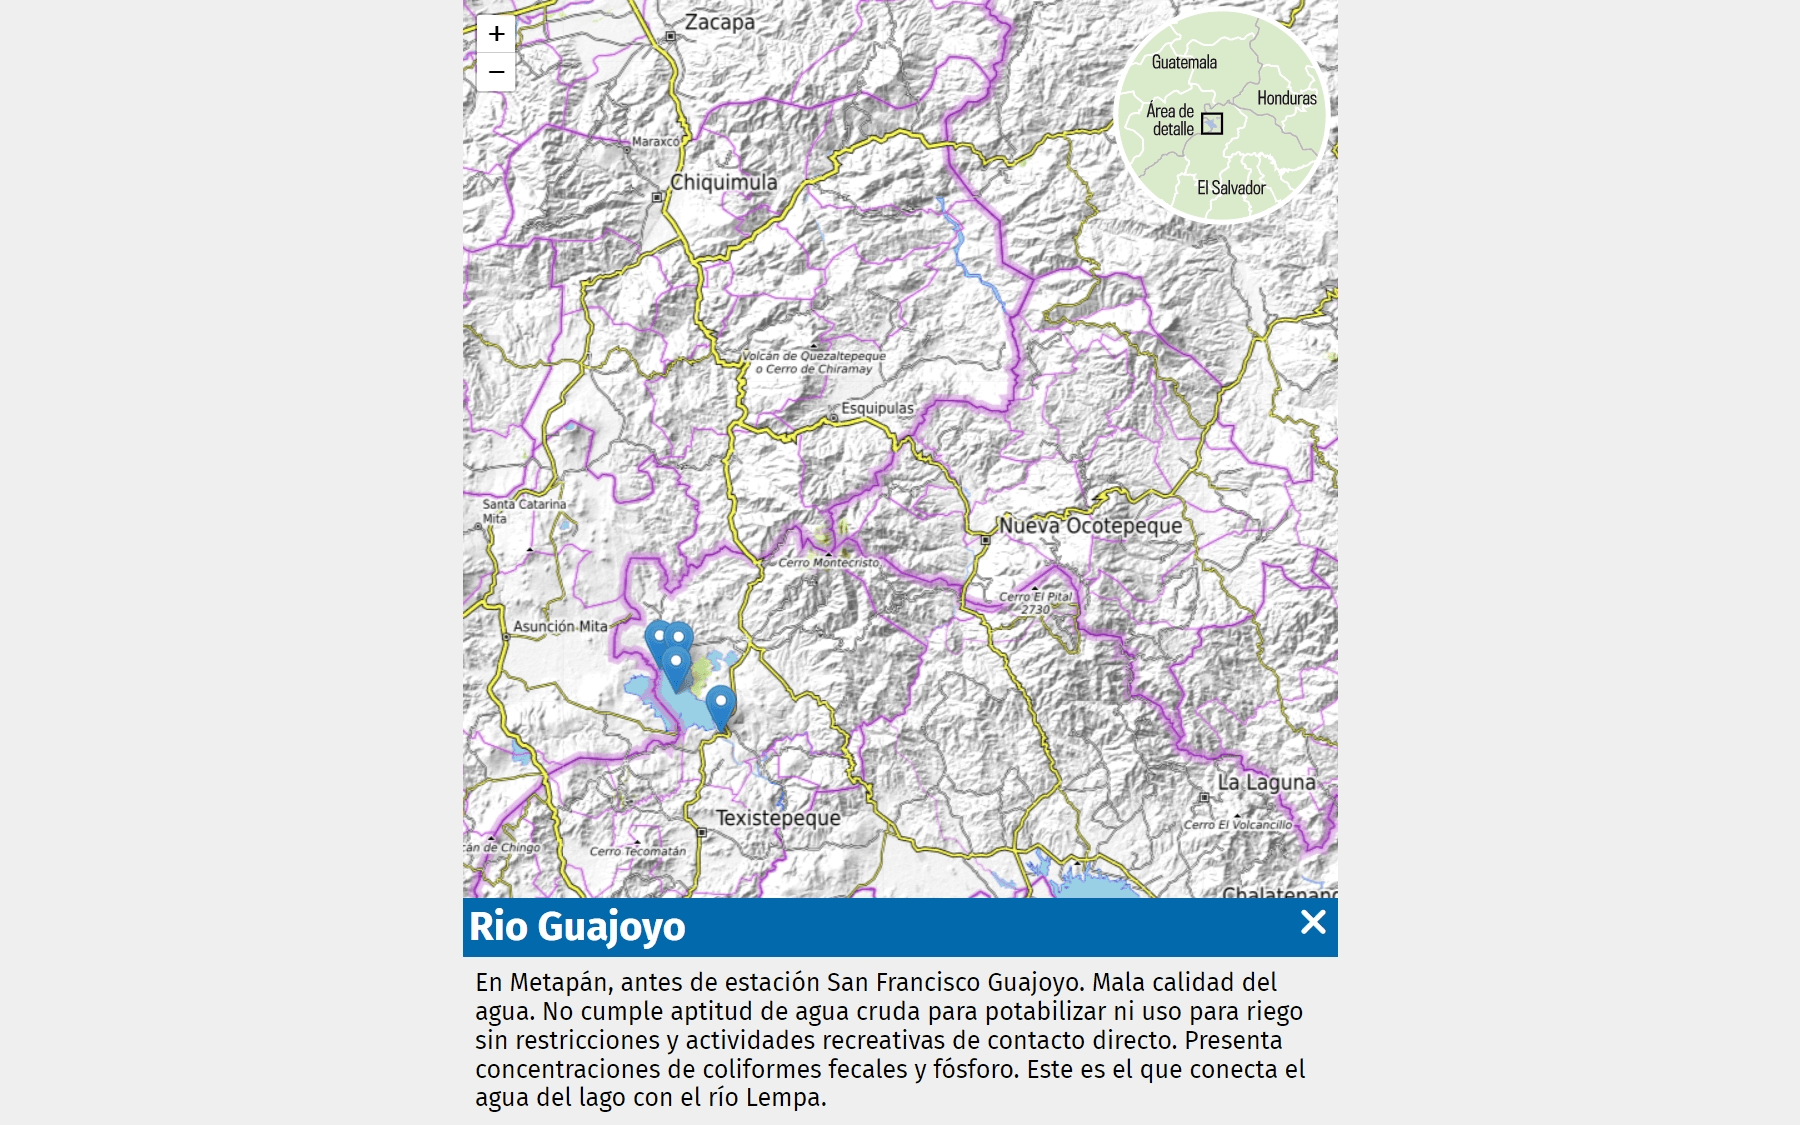 +
−
Zacapa
Guatemala
Honduras
Área de
detalle
El Salvador
Maraxcó
Chiquimula
Volcán de Quezaltepeque
o Cerro de Chiramay
Esquipulas
Santa Catarina
Mita
Nueva Ocotepeque
Cerro Montecristo
Cerro El Pital
2730
Asunción Mita
La Laguna
Texistepeque
Cerro El Volcancillo
cán de Chingo
Cerro Tecomatán
Chalatenang
Rio Guajoyo
En Metapán, antes de estación San Francisco Guajoyo. Mala calidad del
agua. No cumple aptitud de agua cruda para potabilizar ni uso para riego
sin restricciones y actividades recreativas de contacto directo. Presenta
concentraciones de coliformes fecales y fósforo. Este es el que conecta el
agua del lago con el río Lempa.